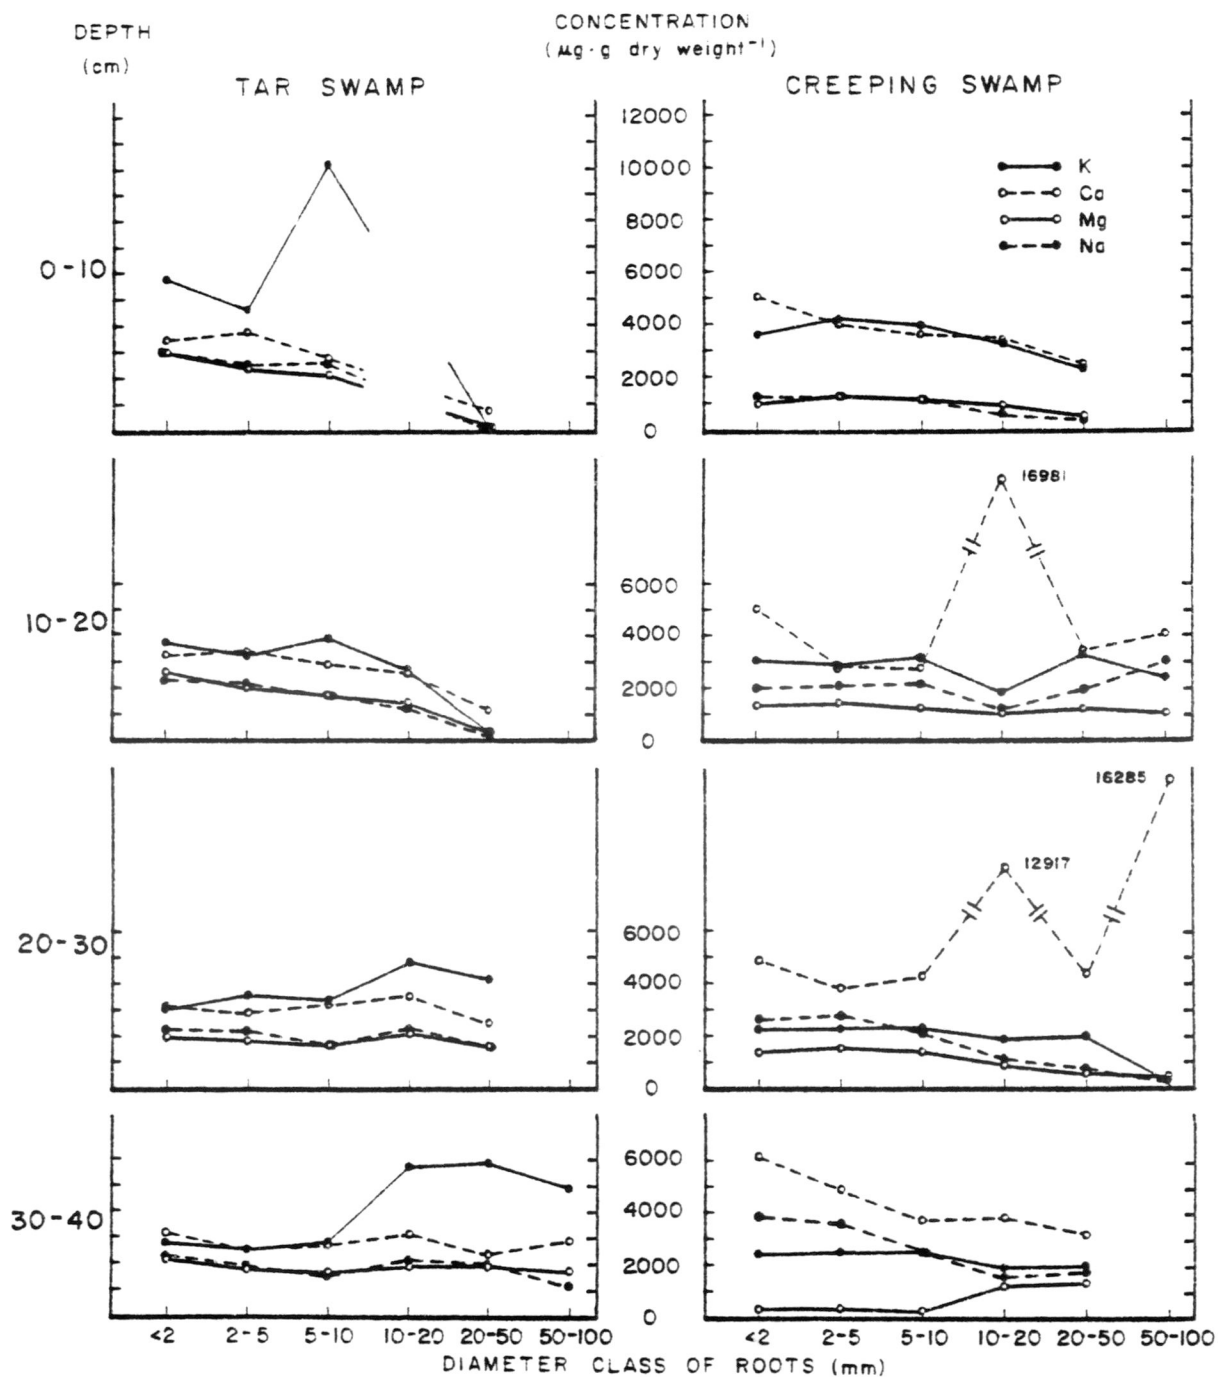 DEPTH
(cm)
CONCENTRATION
(µg·g dry weight⁻¹)
TAR SWAMP
CREEPING SWAMP
12000
10000
8000
6000
4000
2000
0
K
Ca
Mg
Na
0-10
16981
6000
4000
2000
0
10-20
16285
12917
6000
4000
2000
0
20-30
6000
4000
2000
0
30-40
<2 2-5 5-10 10-20 20-50 50-100
<2 2-5 5-10 10-20 20-50 50-100
DIAMETER CLASS OF ROOTS (mm)